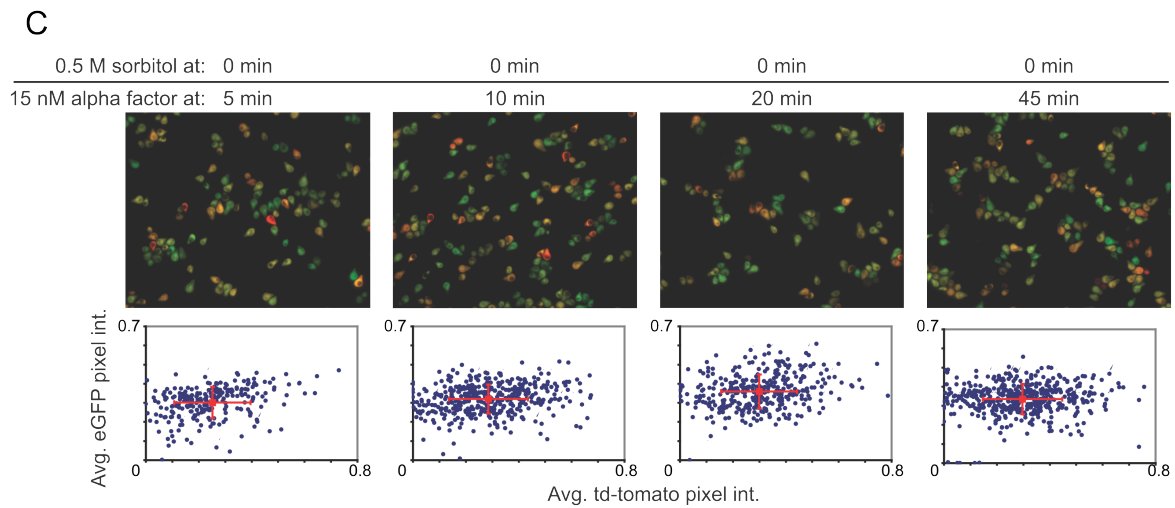 C
0.5 M sorbitol at: 0 min 0 min 0 min 0 min
15 nM alpha factor at: 5 min 10 min 20 min 45 min
Avg. eGFP pixel int.
0.7 0.7 0.7 0.7
0 0.8 0 0.8 0 0.8 0 0.8
Avg. td-tomato pixel int.